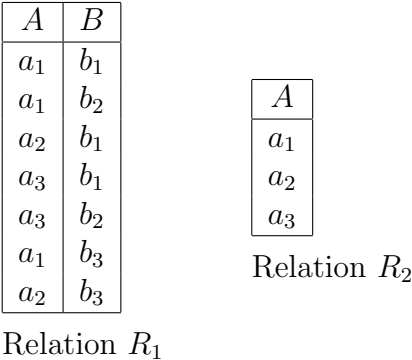 A B
a₁ b₁
a₁ b₂
a₂ b₁
a₃ b₁
a₃ b₂
a₁ b₃
a₂ b₃
Relation R₁
A
a₁
a₂
a₃
Relation R₂